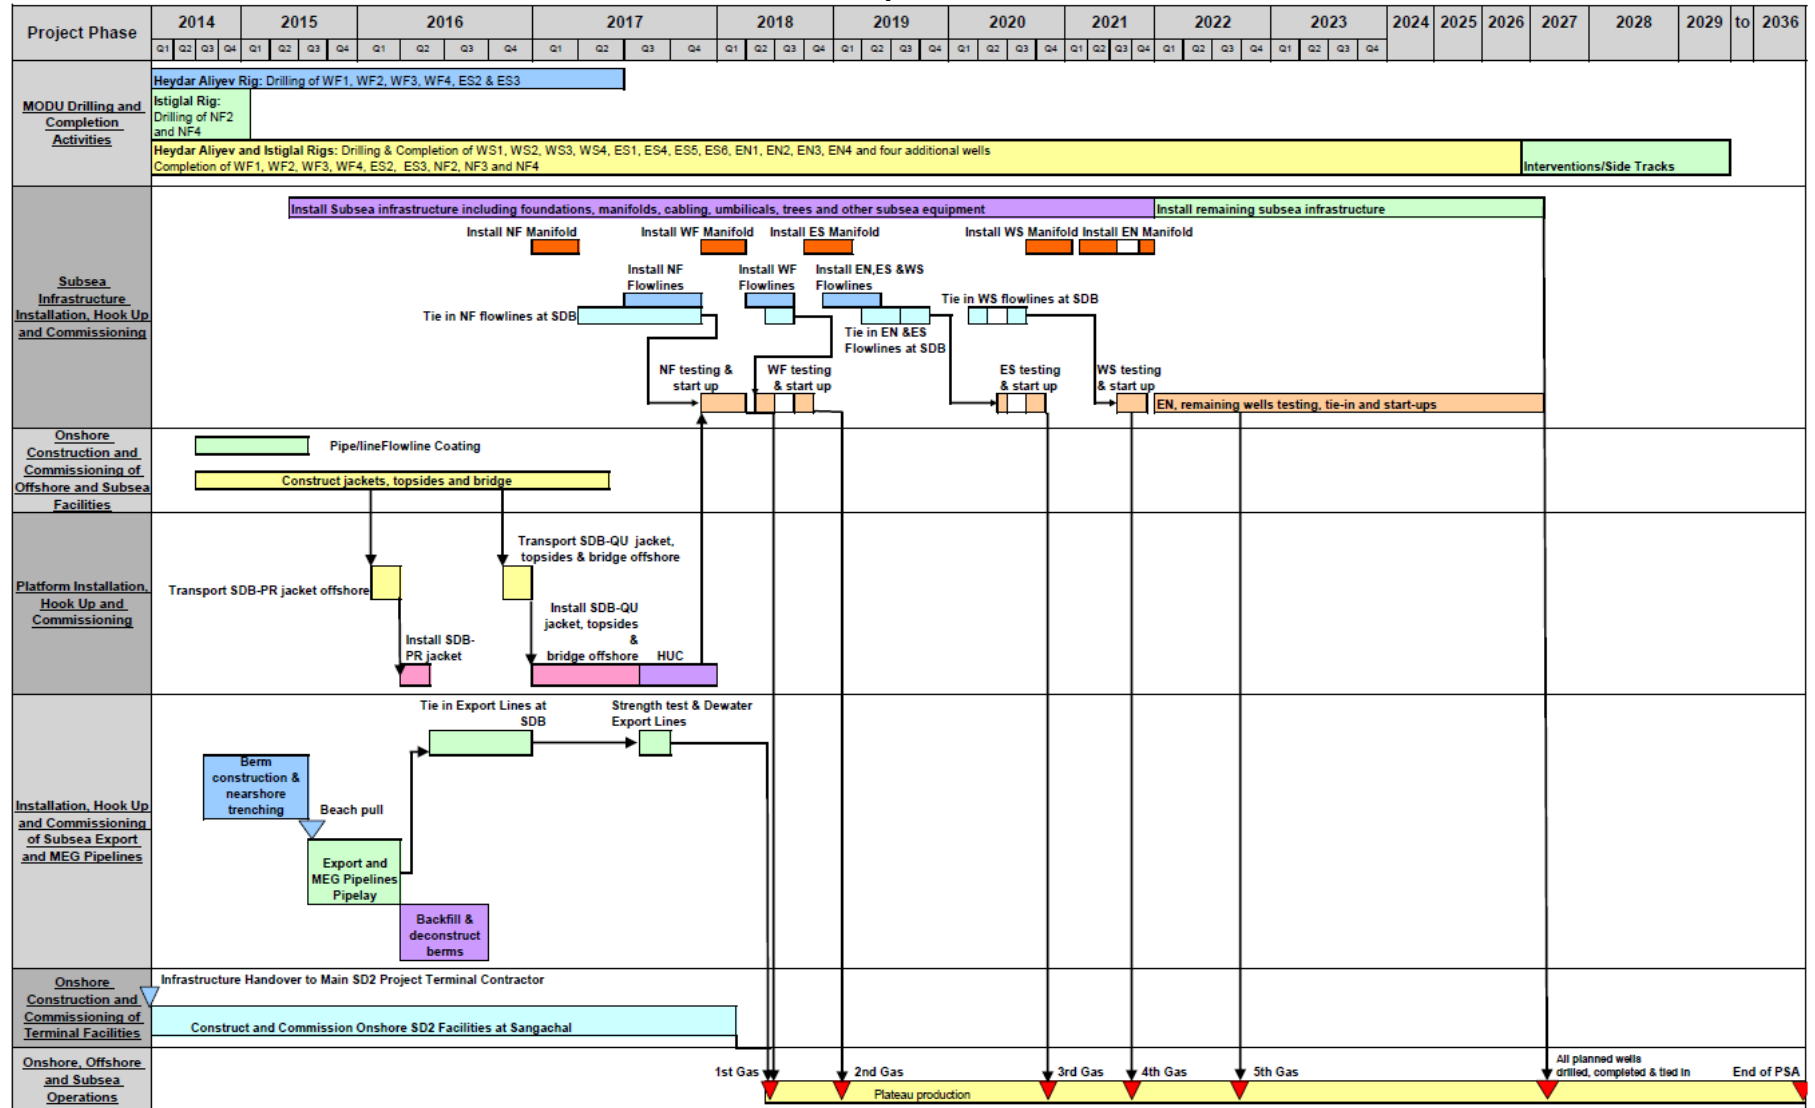 Project Phase
2014 2015 2016 2017 2018 2019 2020 2021 2022 2023 2024 2025 2026 2027 2028 2029 to 2036
Q1 Q2 Q3 Q4 Q1 Q2 Q3 Q4 Q1 Q2 Q3 Q4 Q1 Q2 Q3 Q4 Q1 Q2 Q3 Q4 Q1 Q2 Q3 Q4 Q1 Q2 Q3 Q4 Q1 Q2 Q3 Q4 Q1 Q2 Q3 Q4 Q1 Q2 Q3 Q4
MODU Drilling and
Completion
Activities
Heydar Aliyev Rig: Drilling of WF1, WF2, WF3, WF4, ES2 & ES3
Istiglal Rig:
Drilling of NF2
and NF4
Heydar Aliyev and Istiglal Rigs: Drilling & Completion of WS1, WS2, WS3, WS4, ES1, ES4, ES5, ES6, EN1, EN2, EN3, EN4 and four additional wells
Completion of WF1, WF2, WF3, WF4, ES2, ES3, NF2, NF3 and NF4
Interventions/Side Tracks
Subsea
Infrastructure
Installation, Hook Up
and Commissioning
Install Subsea infrastructure including foundations, manifolds, cabling, umbilicals, trees and other subsea equipment
Install remaining subsea infrastructure
Install NF Manifold
Install WF Manifold
Install ES Manifold
Install WS Manifold
Install EN Manifold
Install NF
Flowlines
Install WF
Flowlines
Install EN,ES &WS
Flowlines
Tie in NF flowlines at SDB
Tie in WS flowlines at SDB
Tie in EN &ES
Flowlines at SDB
NF testing &
start up
WF testing
& start up
ES testing
& start up
WS testing
& start up
EN, remaining wells testing, tie-in and start-ups
Onshore
Construction and
Commissioning of
Offshore and Subsea
Facilities
Pipe/lineFlowline Coating
Construct jackets, topsides and bridge
Platform Installation,
Hook Up and
Commissioning
Transport SDB-QU jacket,
topsides & bridge offshore
Transport SDB-PR jacket offshore
Install SDB-
PR jacket
Install SDB-QU
jacket, topsides
&
bridge offshore
HUC
Installation, Hook Up
and Commissioning
of Subsea Export
and MEG Pipelines
Tie in Export Lines at
SDB
Strength test & Dewater
Export Lines
Berm
construction &
nearshore
trenching
Beach pull
Export and
MEG Pipelines
Pipelay
Backfill &
deconstruct
berms
Onshore
Construction and
Commissioning of
Terminal Facilities
Infrastructure Handover to Main SD2 Project Terminal Contractor
Construct and Commission Onshore SD2 Facilities at Sangachal
Onshore, Offshore
and Subsea
Operations
1st Gas
2nd Gas
3rd Gas
4th Gas
5th Gas
All planned wells
drilled, completed & tied in
End of PSA
Plateau production